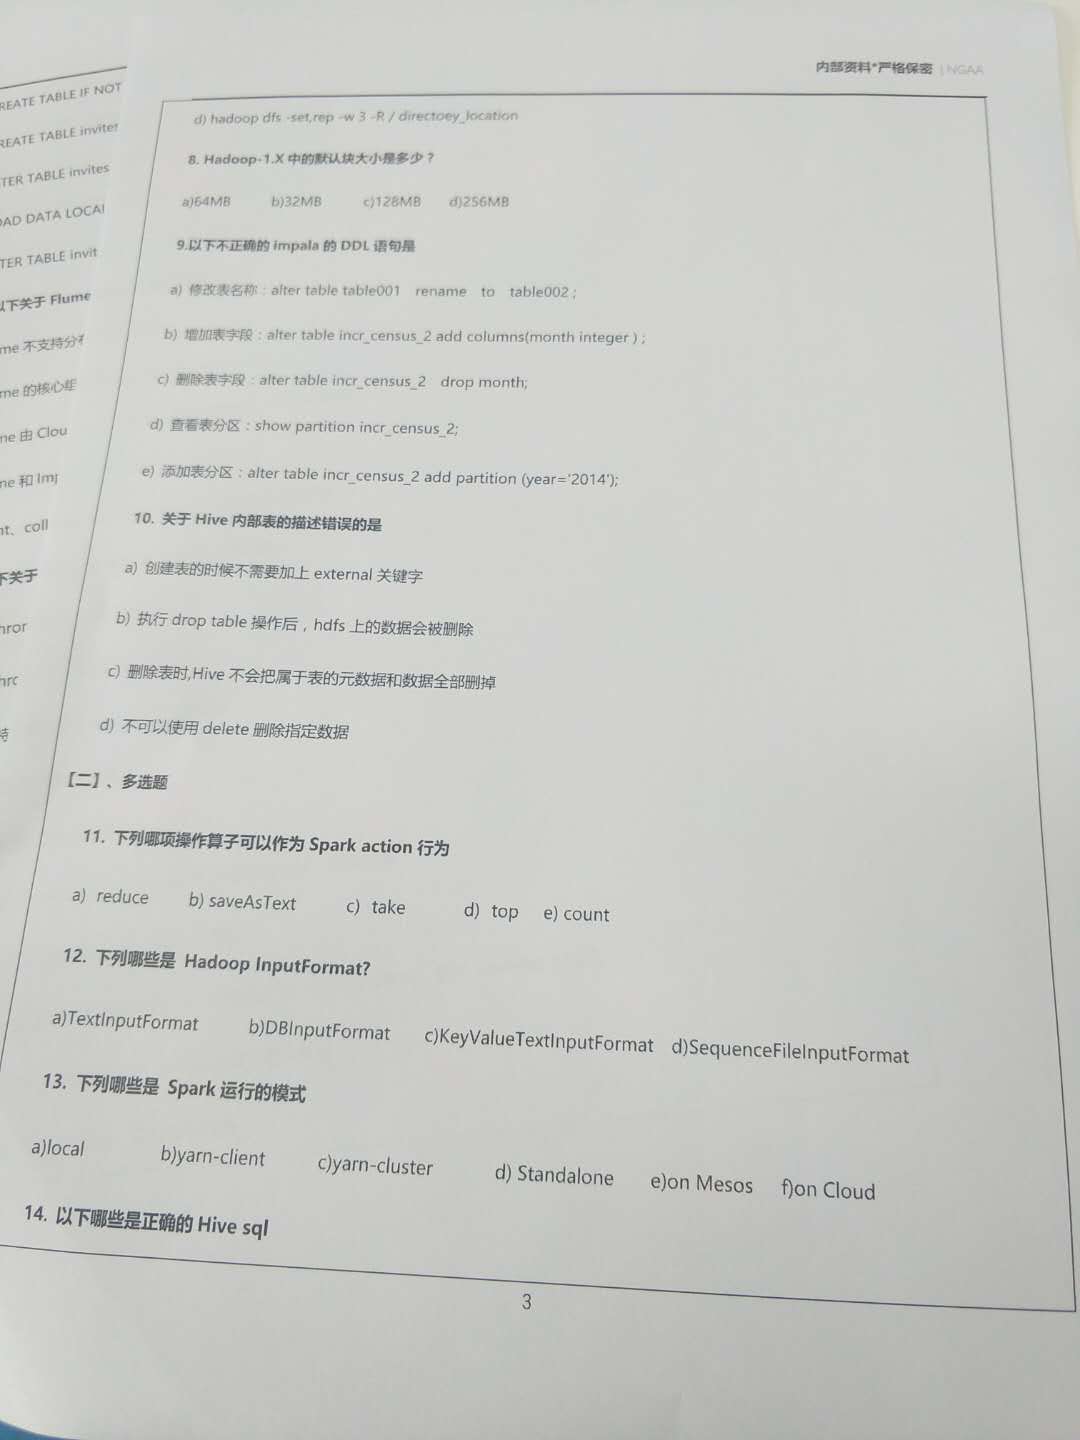 内部资料*严格保密 | NGAA
REATE TABLE IF NOT
REATE TABLE inviter
TER TABLE invites
OAD DATA LOCAl
TER TABLE invit
以下关于 Flume
me 不支持分
me 的核心组
me 由 Clou
me 和 Imp
nt、coll
下关于
hror
hrc
持
d) hadoop dfs -set,rep -w 3 -R / directoey_location
8. Hadoop-1.X 中的默认块大小是多少？
a)64MB b)32MB c)128MB d)256MB
9.以下不正确的 impala 的 DDL 语句是
a) 修改表名称：alter table table001 rename to table002 ;
b) 增加表字段：alter table incr_census_2 add columns(month integer ) ;
c) 删除表字段：alter table incr_census_2 drop month;
d) 查看表分区：show partition incr_census_2;
e) 添加表分区：alter table incr_census_2 add partition (year='2014');
10. 关于 Hive 内部表的描述错误的是
a) 创建表的时候不需要加上 external 关键字
b) 执行 drop table 操作后，hdfs 上的数据会被删除
c) 删除表时,Hive 不会把属于表的元数据和数据全部删掉
d) 不可以使用 delete 删除指定数据
【二】、多选题
11. 下列哪项操作算子可以作为 Spark action 行为
a) reduce b) saveAsText c) take d) top e) count
12. 下列哪些是 Hadoop InputFormat?
a)TextInputFormat b)DBInputFormat c)KeyValueTextInputFormat d)SequenceFileInputFormat
13. 下列哪些是 Spark 运行的模式
a)local b)yarn-client c)yarn-cluster d) Standalone e)on Mesos f)on Cloud
14. 以下哪些是正确的 Hive sql
3